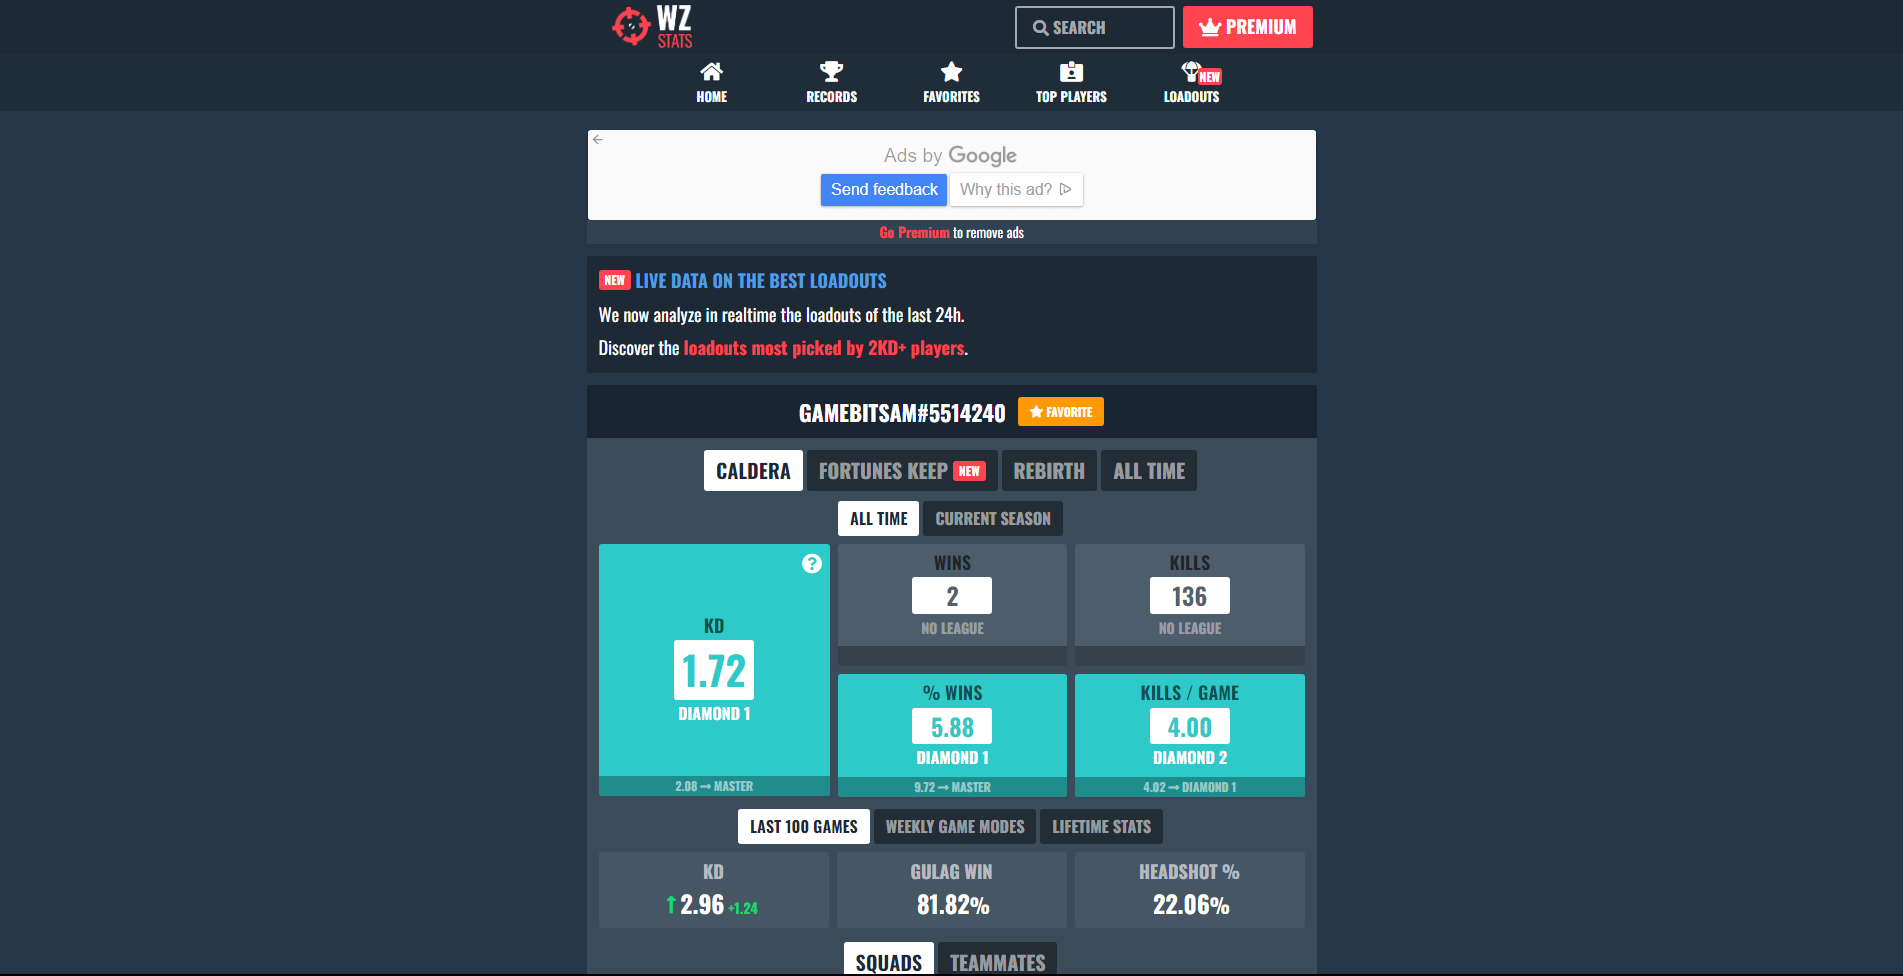 WZ
STATS
SEARCH
PREMIUM
HOME
RECORDS
FAVORITES
TOP PLAYERS
LOADOUTS
NEW
Ads by Google
Send feedback
Why this ad?
Go Premium to remove ads
NEW LIVE DATA ON THE BEST LOADOUTS
We now analyze in realtime the loadouts of the last 24h.
Discover the loadouts most picked by 2KD+ players.
GAMEBITSAM#5514240
FAVORITE
CALDERA
FORTUNES KEEP NEW
REBIRTH
ALL TIME
ALL TIME
CURRENT SEASON
?
KD
1.72
DIAMOND 1
2.08 → MASTER
WINS
2
NO LEAGUE
KILLS
136
NO LEAGUE
% WINS
5.88
DIAMOND 1
9.72 → MASTER
KILLS / GAME
4.00
DIAMOND 2
4.02 → DIAMOND 1
LAST 100 GAMES
WEEKLY GAME MODES
LIFETIME STATS
KD
↑ 2.96 +1.24
GULAG WIN
81.82%
HEADSHOT %
22.06%
SQUADS
TEAMMATES